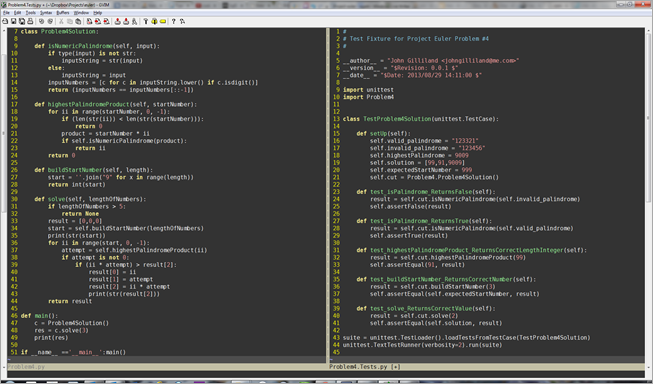 Problem4.Tests.py + (~\Dropbox\Projects\euler) - GVIM
File Edit Tools Syntax Buffers Window Help
7 class Problem4Solution:
8
9 def isNumericPalindrome(self, input):
10 if type(input) is not str:
11 inputString = str(input)
12 else:
13 inputString = input
14 inputNumbers = [c for c in inputString.lower() if c.isdigit()]
15 return (inputNumbers == inputNumbers[::-1])
16
17 def highestPalindromeProduct(self, startNumber):
18 for ii in range(startNumber, 0, -1):
19 if (len(str(ii)) < len(str(startNumber))):
20 return 0
21 product = startNumber * ii
22 if self.isNumericPalindrome(product):
23 return ii
24 return 0
25
26 def buildStartNumber(self, length):
27 start = ''.join("9" for x in range(length))
28 return int(start)
29
30 def solve(self, lengthOfNumbers):
31 if lengthOfNumbers > 5:
32 return None
33 result = [0,0,0]
34 start = self.buildStartNumber(lengthOfNumbers)
35 print(str(start))
36 for ii in range(start, 0, -1):
37 attempt = self.highestPalindromeProduct(ii)
38 if attempt is not 0:
39 if (ii * attempt) > result[2]:
40 result[0] = ii
41 result[1] = attempt
42 result[2] = ii * attempt
43 print(str(result[2]))
44 return result
45
46 def main():
47 c = Problem4Solution()
48 res = c.solve(3)
49 print(res)
50
51 if __name__ =='__main__':main()
Problem4.py
1 #
2 # Test Fixture for Project Euler Problem #4
3 #
4
5 __author__ = "John Gilliland <johngilliland@me.com>"
6 __version__ = "$Revision: 0.0.1 $"
7 __date__ = "$Date: 2013/08/29 14:11:00 $"
8
9 import unittest
10 import Problem4
11
12
13 class TestProblem4Solution(unittest.TestCase):
14
15 def setUp(self):
16 self.valid_palindrome = "123321"
17 self.invalid_palindrome = "123456"
18 self.highestPalindrome = 9009
19 self.solution = [99,91,9009]
20 self.expectedStartNumber = 999
21 self.cut = Problem4.Problem4Solution()
22
23 def test_isPalindrome_ReturnsFalse(self):
24 result = self.cut.isNumericPalindrome(self.invalid_palindrome)
25 self.assertFalse(result)
26
27 def test_isPalindrome_ReturnsTrue(self):
28 result = self.cut.isNumericPalindrome(self.valid_palindrome)
29 self.assertTrue(result)
30
31 def test_highestPalindromeProduct_ReturnsCorrectLengthInteger(self):
32 result = self.cut.highestPalindromeProduct(99)
33 self.assertEqual(91, result)
34
35 def test_buildStartNumber_ReturnsCorrectNumber(self):
36 result = self.cut.buildStartNumber(3)
37 self.assertEqual(self.expectedStartNumber, result)
38
39 def test_solve_ReturnsCorrectValue(self):
40 result = self.cut.solve(2)
41 self.assertEqual(self.solution, result)
42
43 suite = unittest.TestLoader().loadTestsFromTestCase(TestProblem4Solution)
44 unittest.TextTestRunner(verbosity=2).run(suite)
45
Problem4.Tests.py [+]